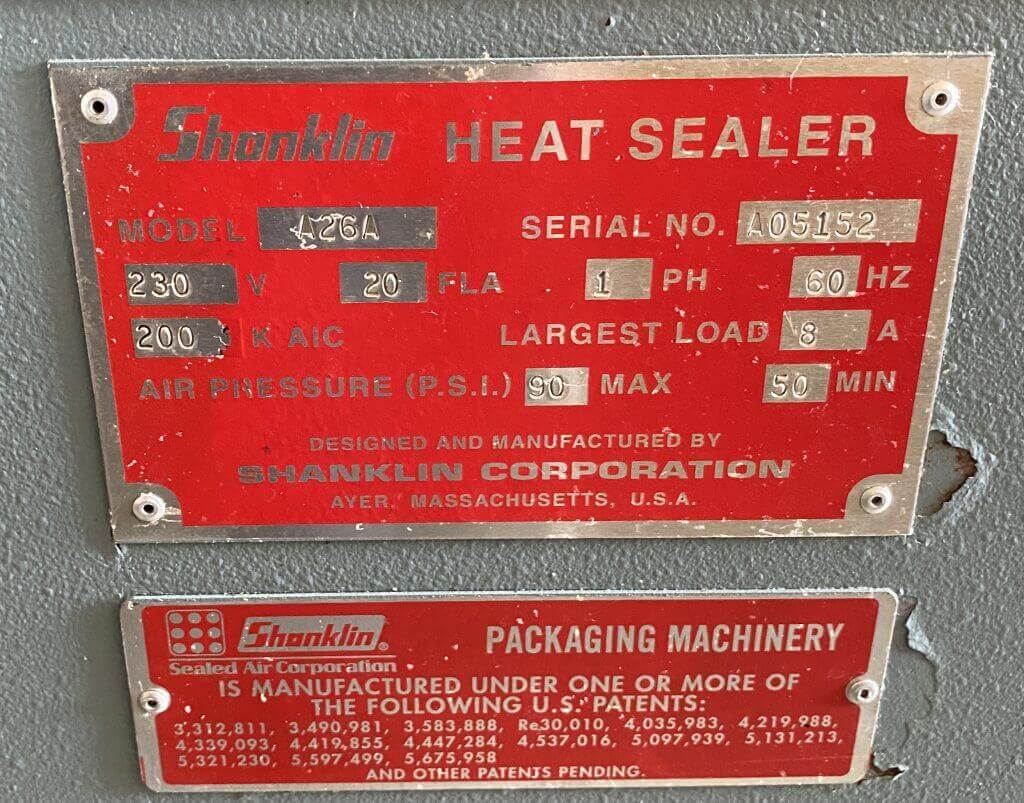 Shanklin HEAT SEALER
MODEL A26A SERIAL NO. A05152
230 V 20 FLA 1 PH 60 HZ
200 K AIC LARGEST LOAD 8 A
AIR PRESSURE (P.S.I.) 90 MAX 50 MIN
DESIGNED AND MANUFACTURED BY
SHANKLIN CORPORATION
AYER, MASSACHUSETTS, U.S.A.
Shanklin® PACKAGING MACHINERY
Sealed Air Corporation
IS MANUFACTURED UNDER ONE OR MORE OF
THE FOLLOWING U.S. PATENTS:
3,312,811, 3,490,981, 3,583,888, Re30,010, 4,035,983, 4,219,988,
4,339,093, 4,419,855, 4,447,284, 4,537,016, 5,097,939, 5,131,213,
5,321,230, 5,597,499, 5,675,958
AND OTHER PATENTS PENDING.